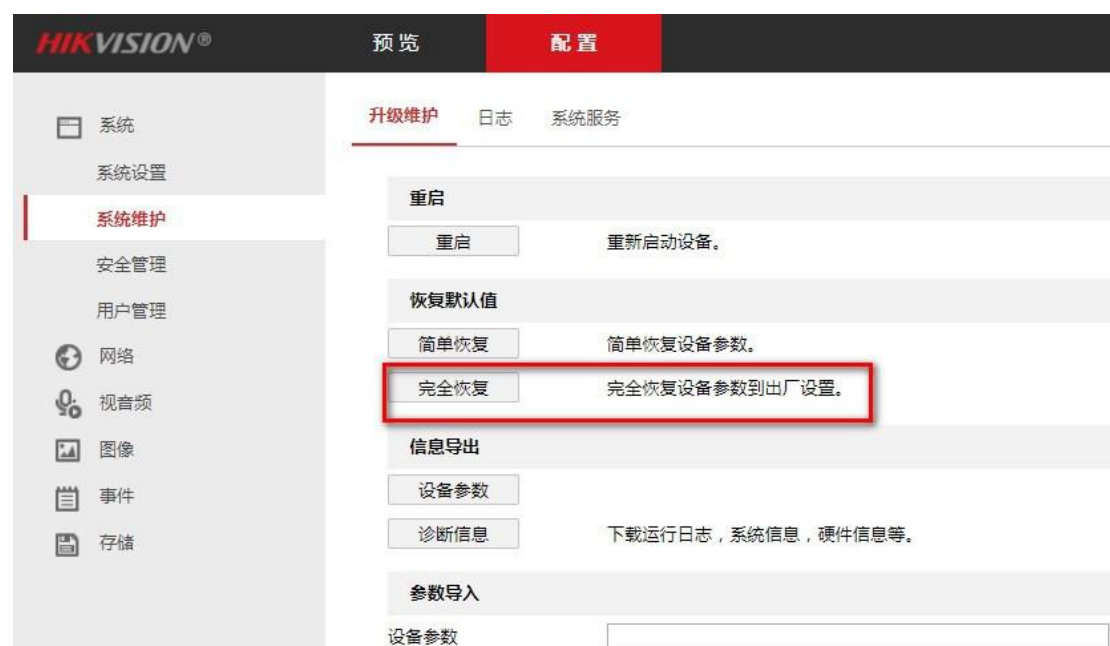 HIKVISION® 预览 配置
系统
系统设置
系统维护
安全管理
用户管理
网络
视音频
图像
事件
存储
升级维护 日志 系统服务
重启
重启 重新启动设备。
恢复默认值
简单恢复 简单恢复设备参数。
完全恢复 完全恢复设备参数到出厂设置。
信息导出
设备参数
诊断信息 下载运行日志，系统信息，硬件信息等。
参数导入
设备参数